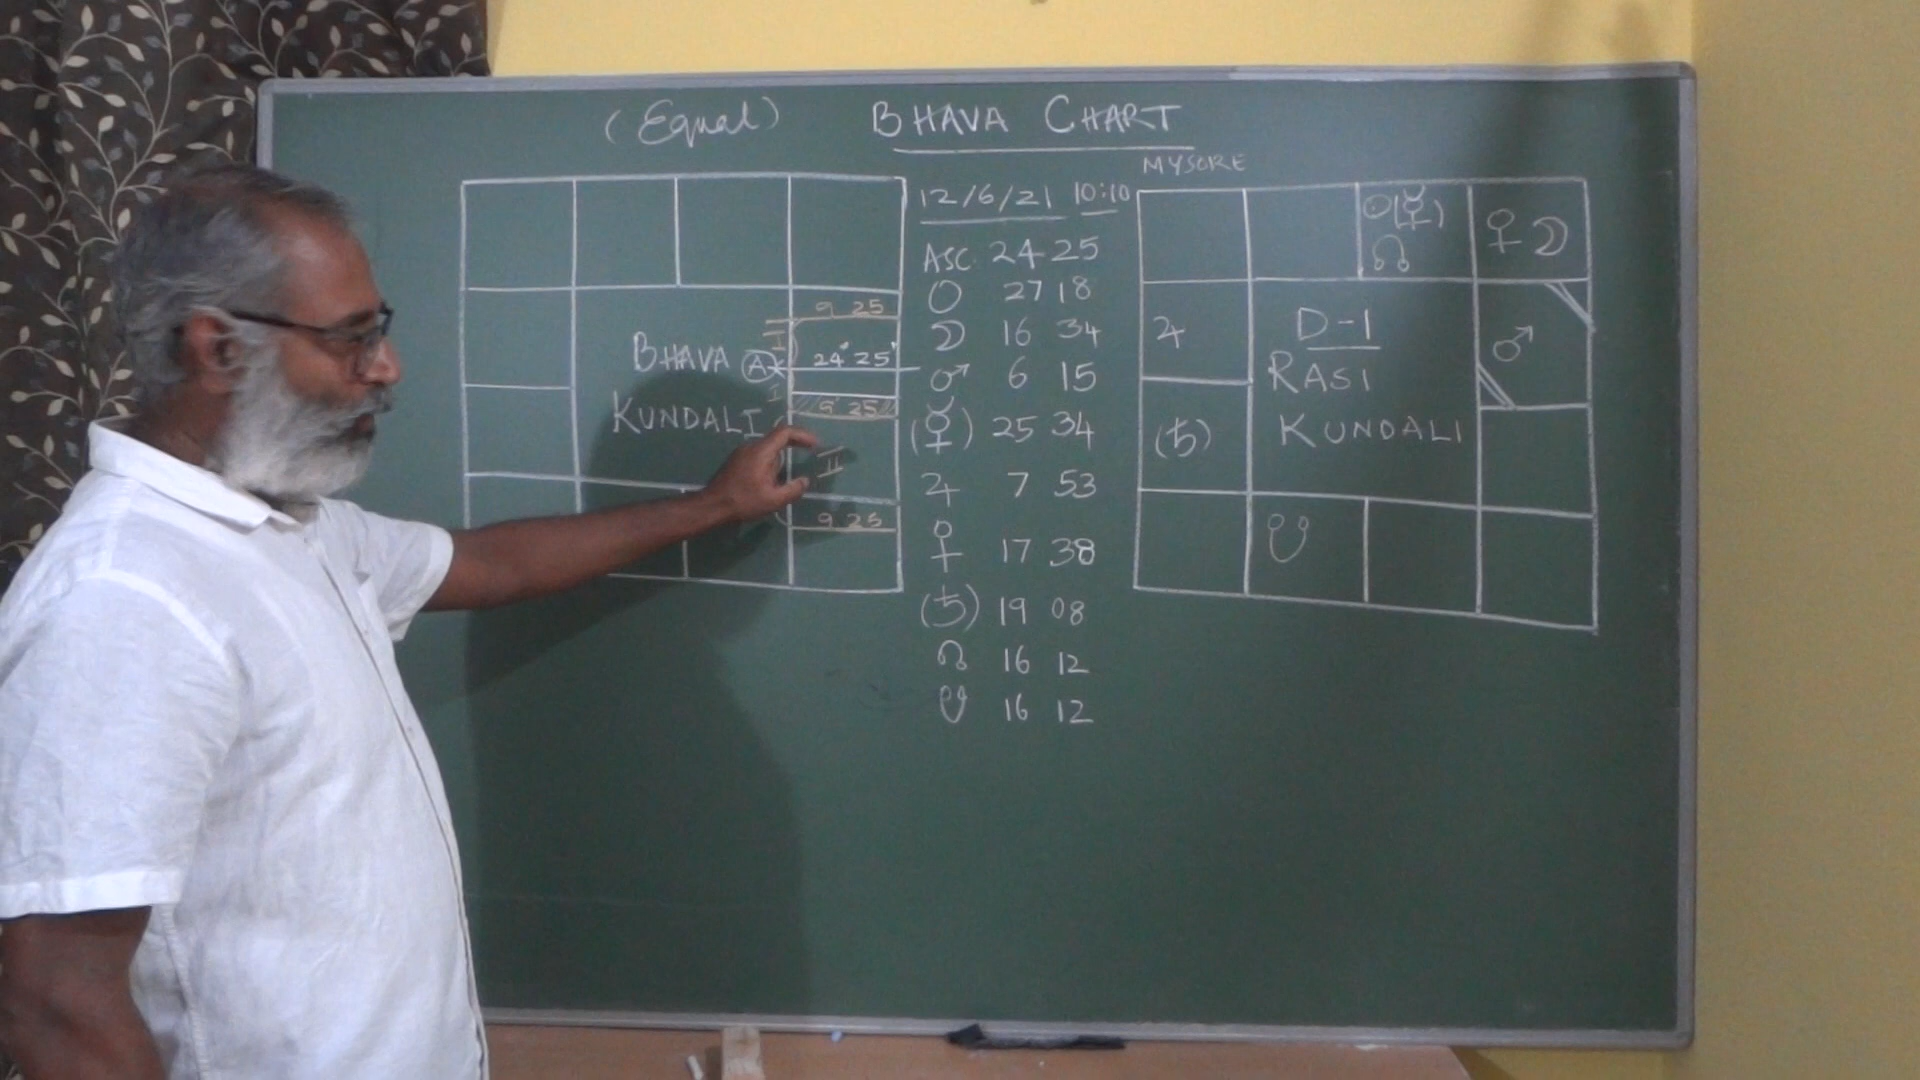 (Equal) BHAVA CHART
MYSORE
12/6/21 10:10
ASC 24 25
☉ 27 18
☽ 16 34
♂ 6 15
(☿) 25 34
♃ 7 53
♀ 17 38
(♄) 19 08
☊ 16 12
☋ 16 12
9 25
I
BHAVA
A
24° 25'
I
KUNDALI
9 25
II
9 25
☉(☿)
☊
♀ ☽
♃
D-1
RASI
KUNDALI
♂
(♄)
☋